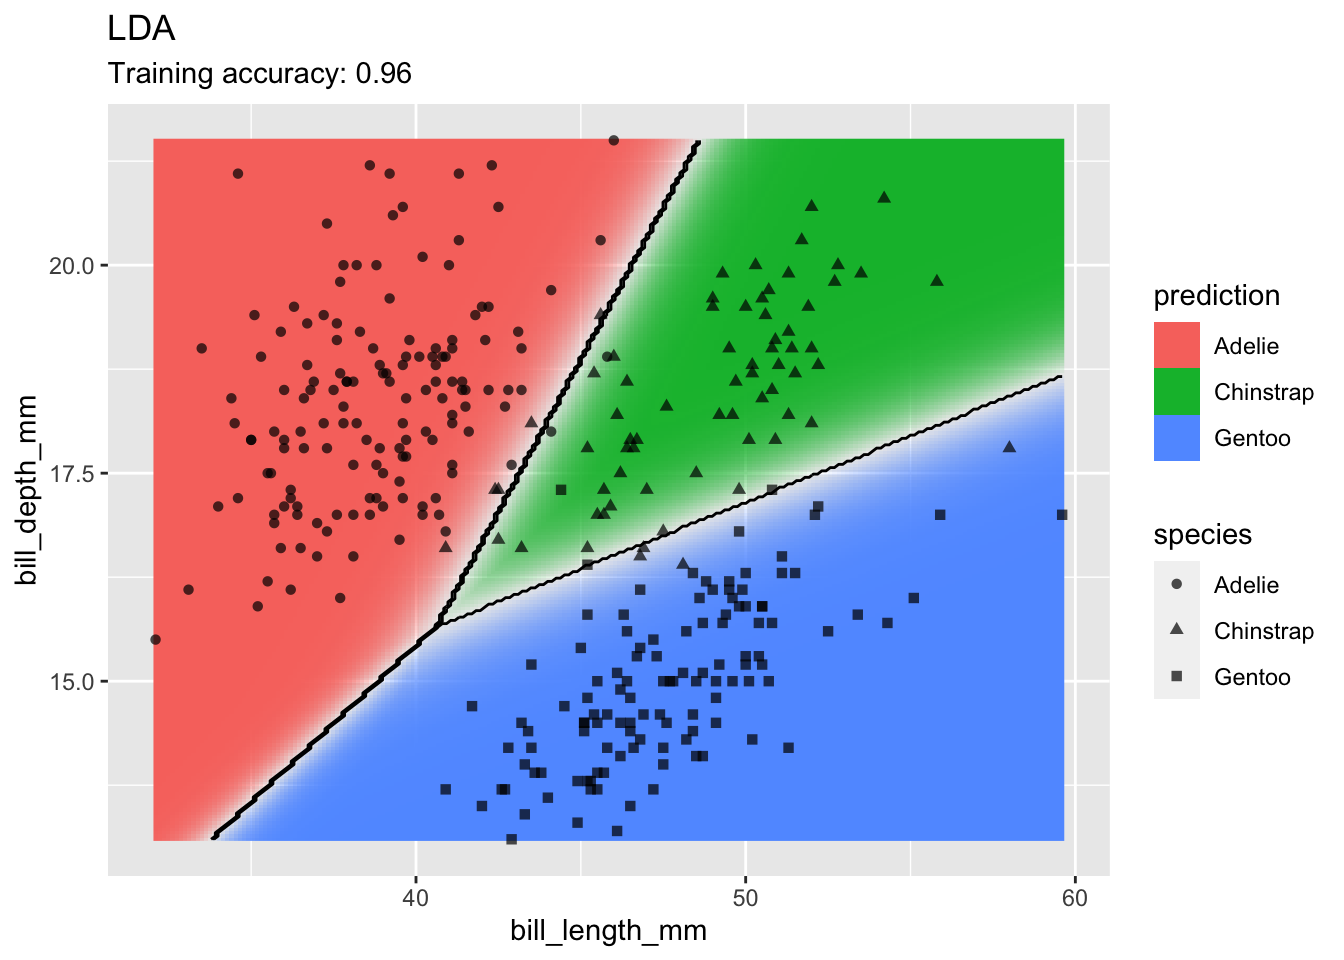 LDA
Training accuracy: 0.96
bill_depth_mm
20.0
17.5
15.0
40
50
60
bill_length_mm
prediction
Adelie
Chinstrap
Gentoo
species
Adelie
Chinstrap
Gentoo